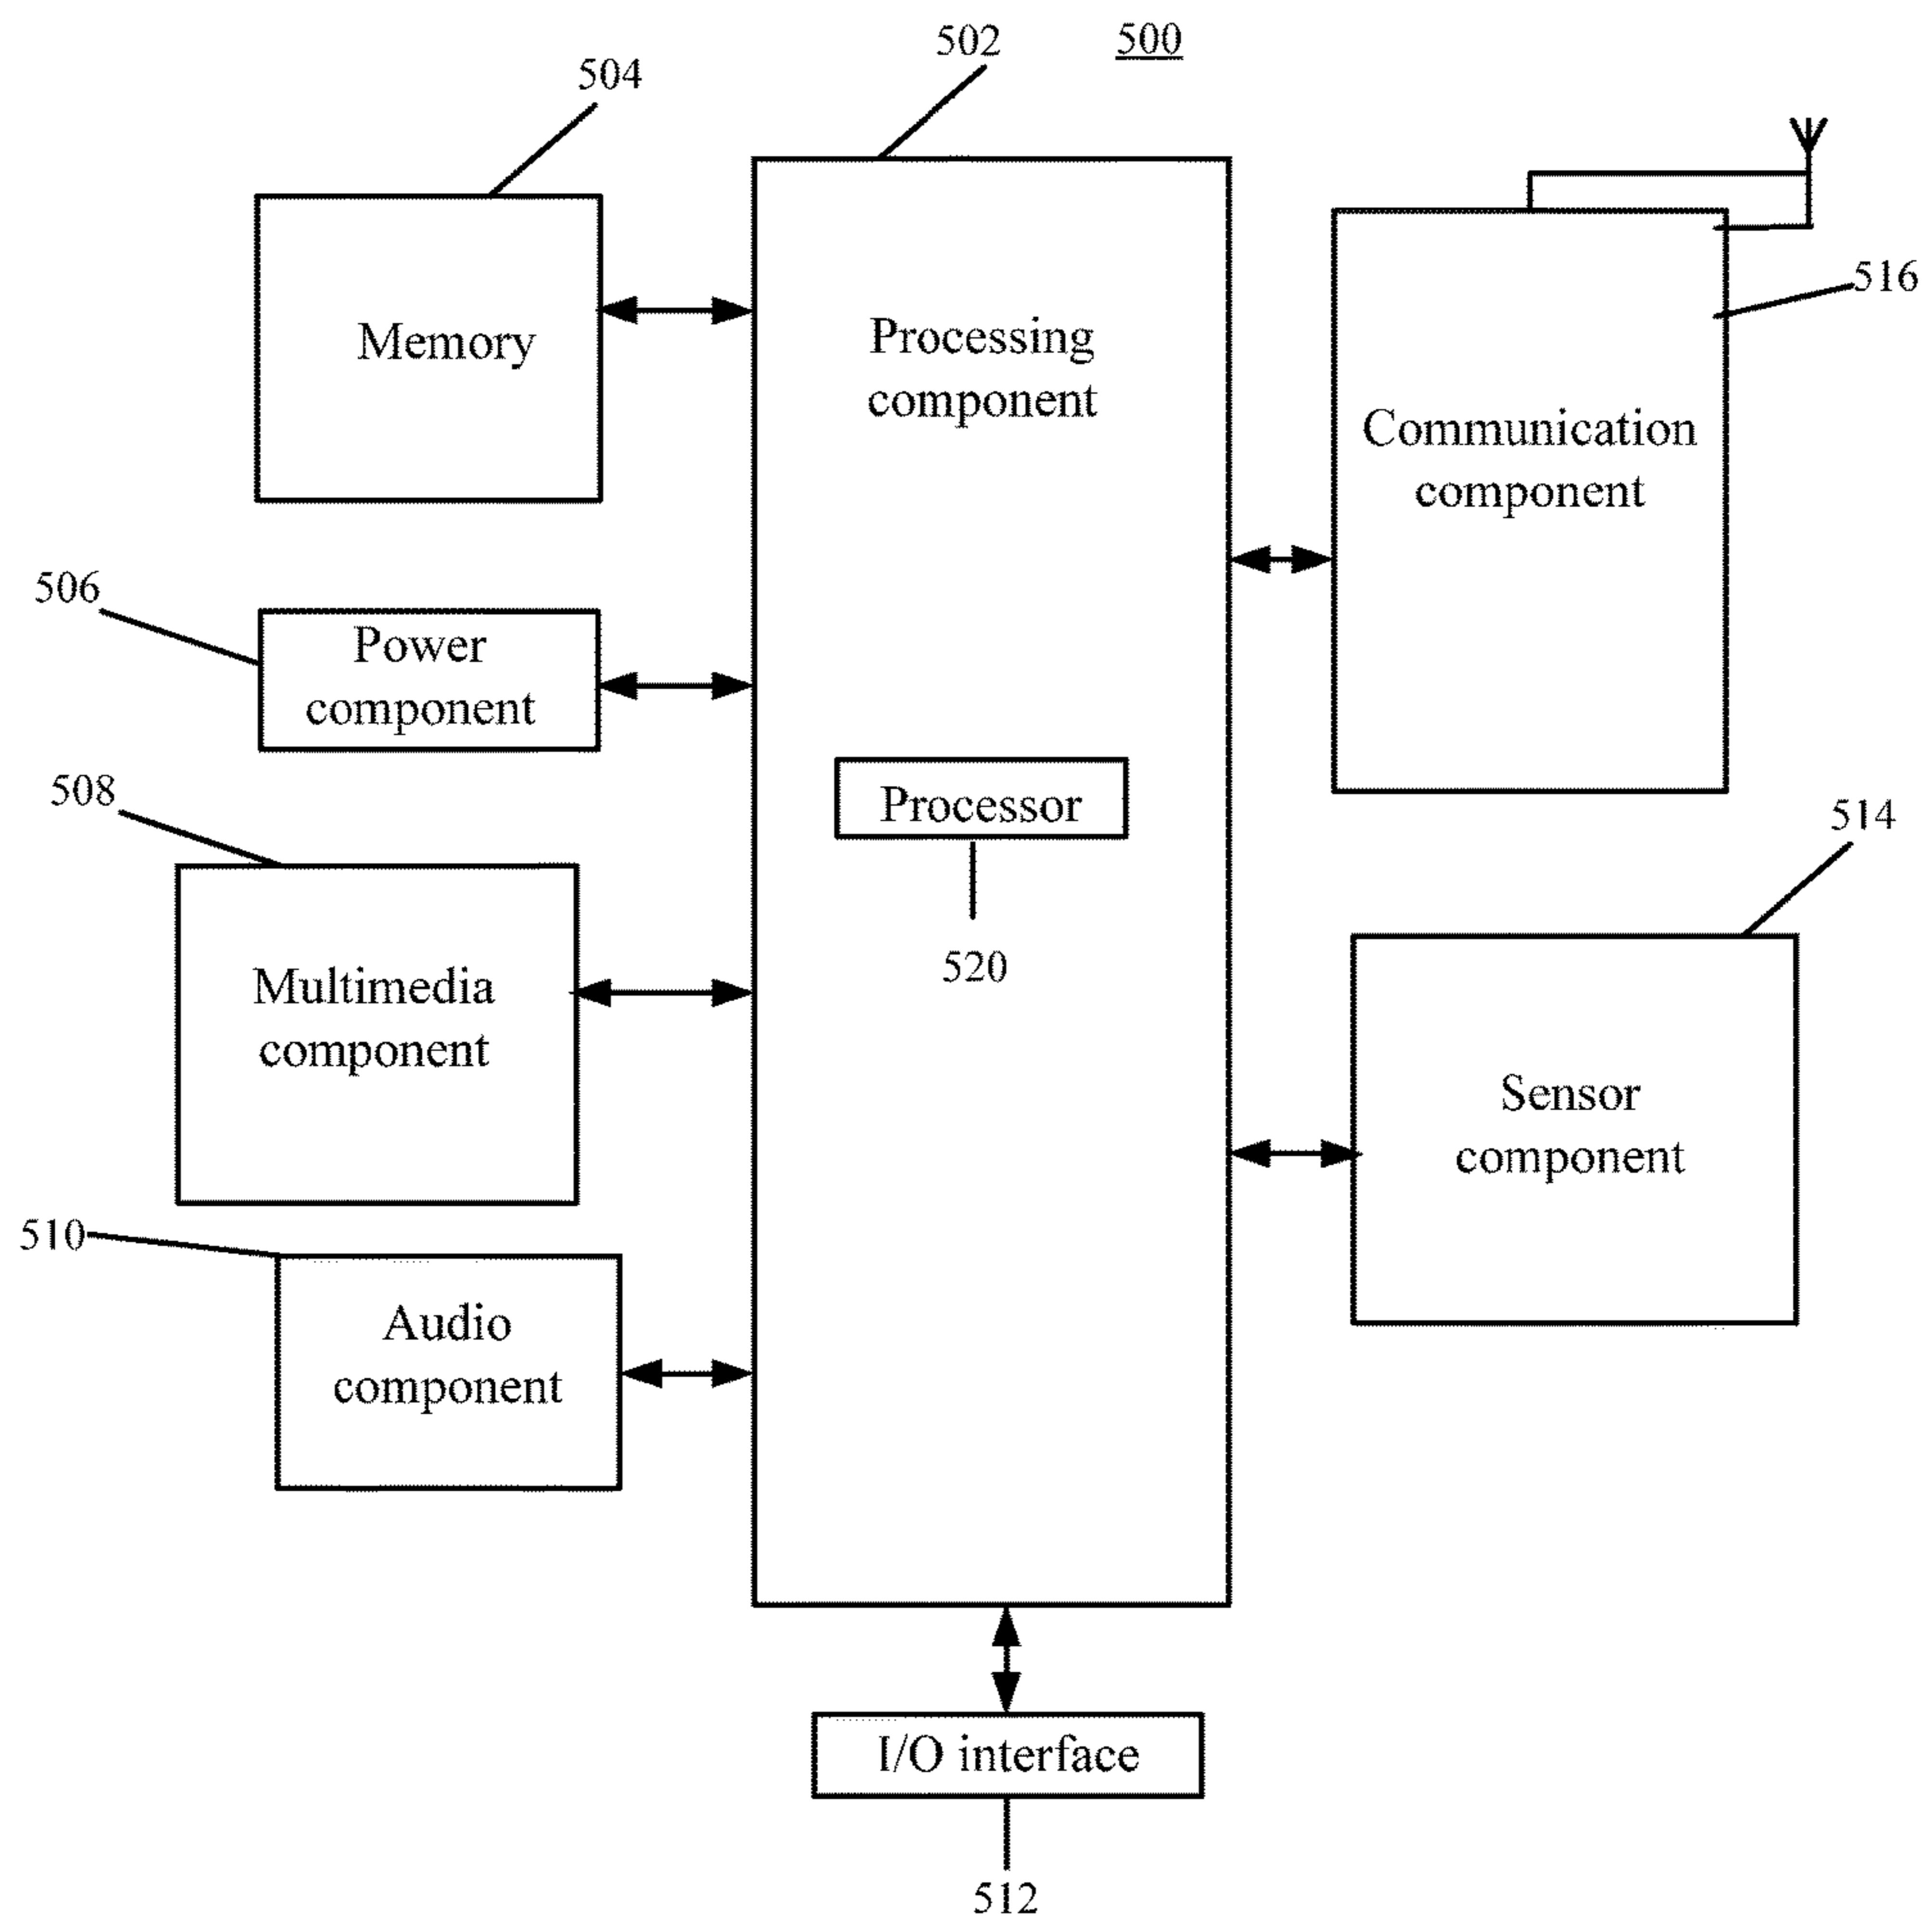 502
500
504
516
Memory
Processing
component
Communication
component
506
Power
component
508
Processor
514
520
Multimedia
component
Sensor
component
510
Audio
component
I/O interface
512